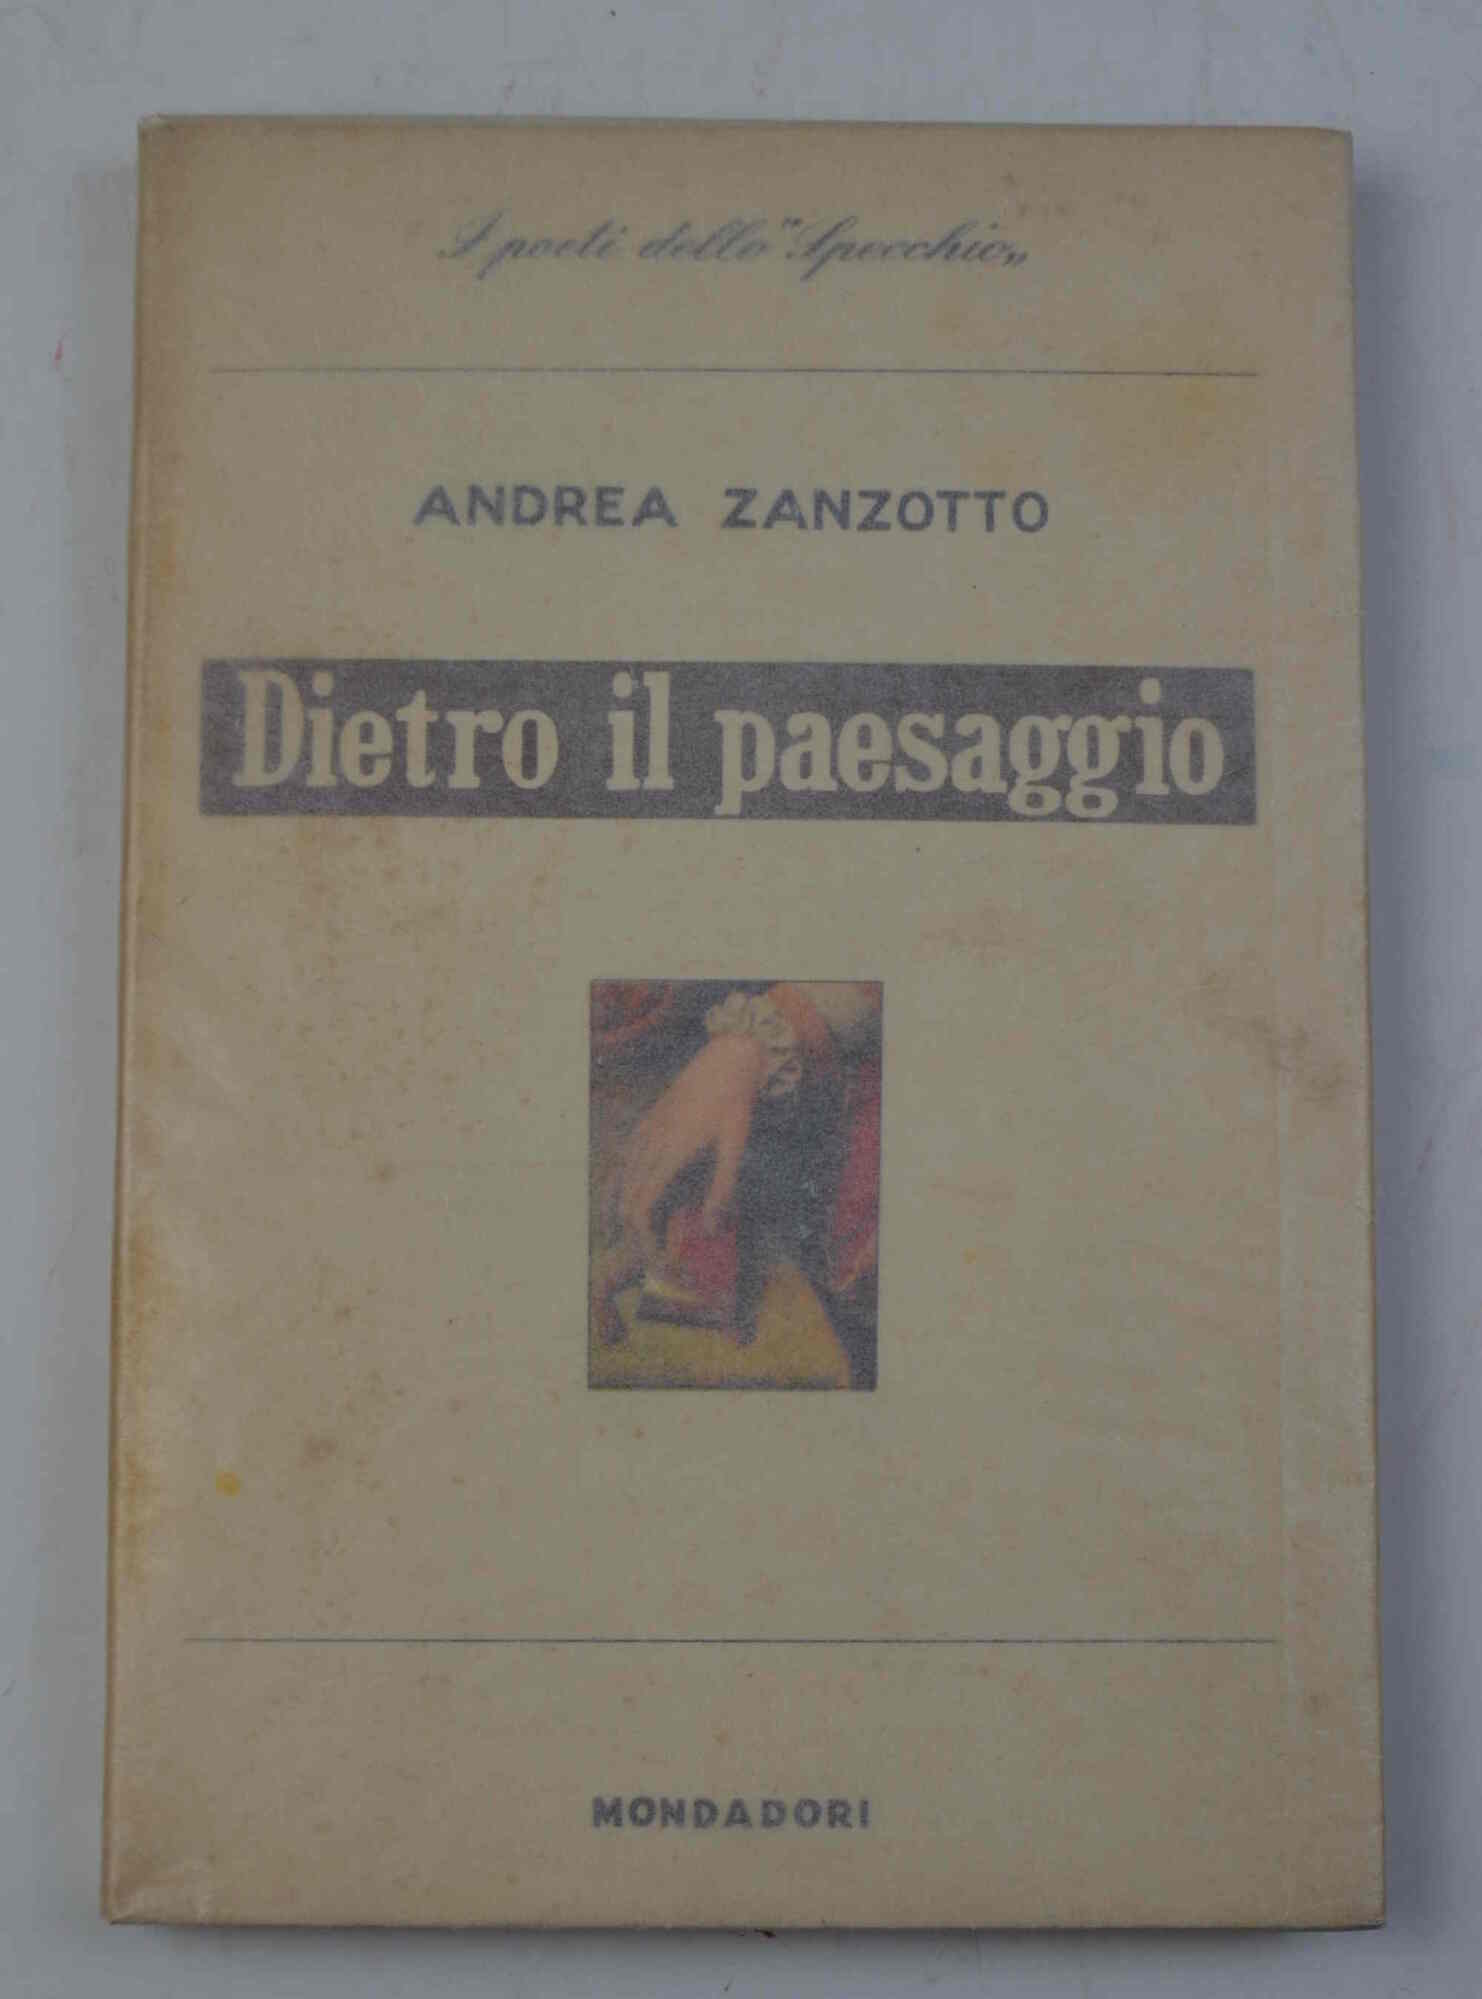 I poeti dello "Specchio„
ANDREA ZANZOTTO
Dietro il paesaggio
MONDADORI